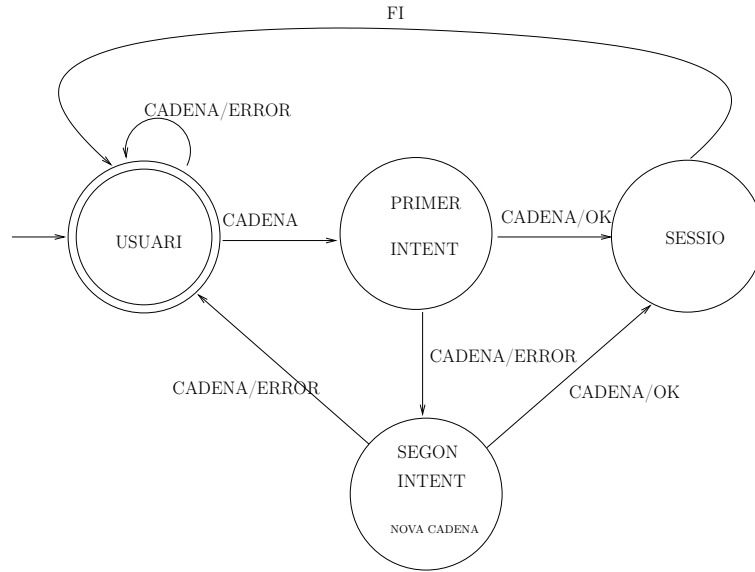 FI
CADENA/ERROR
USUARI
CADENA
PRIMER
INTENT
CADENA/OK
SESSIO
CADENA/ERROR
CADENA/ERROR
CADENA/OK
SEGON
INTENT
NOVA CADENA